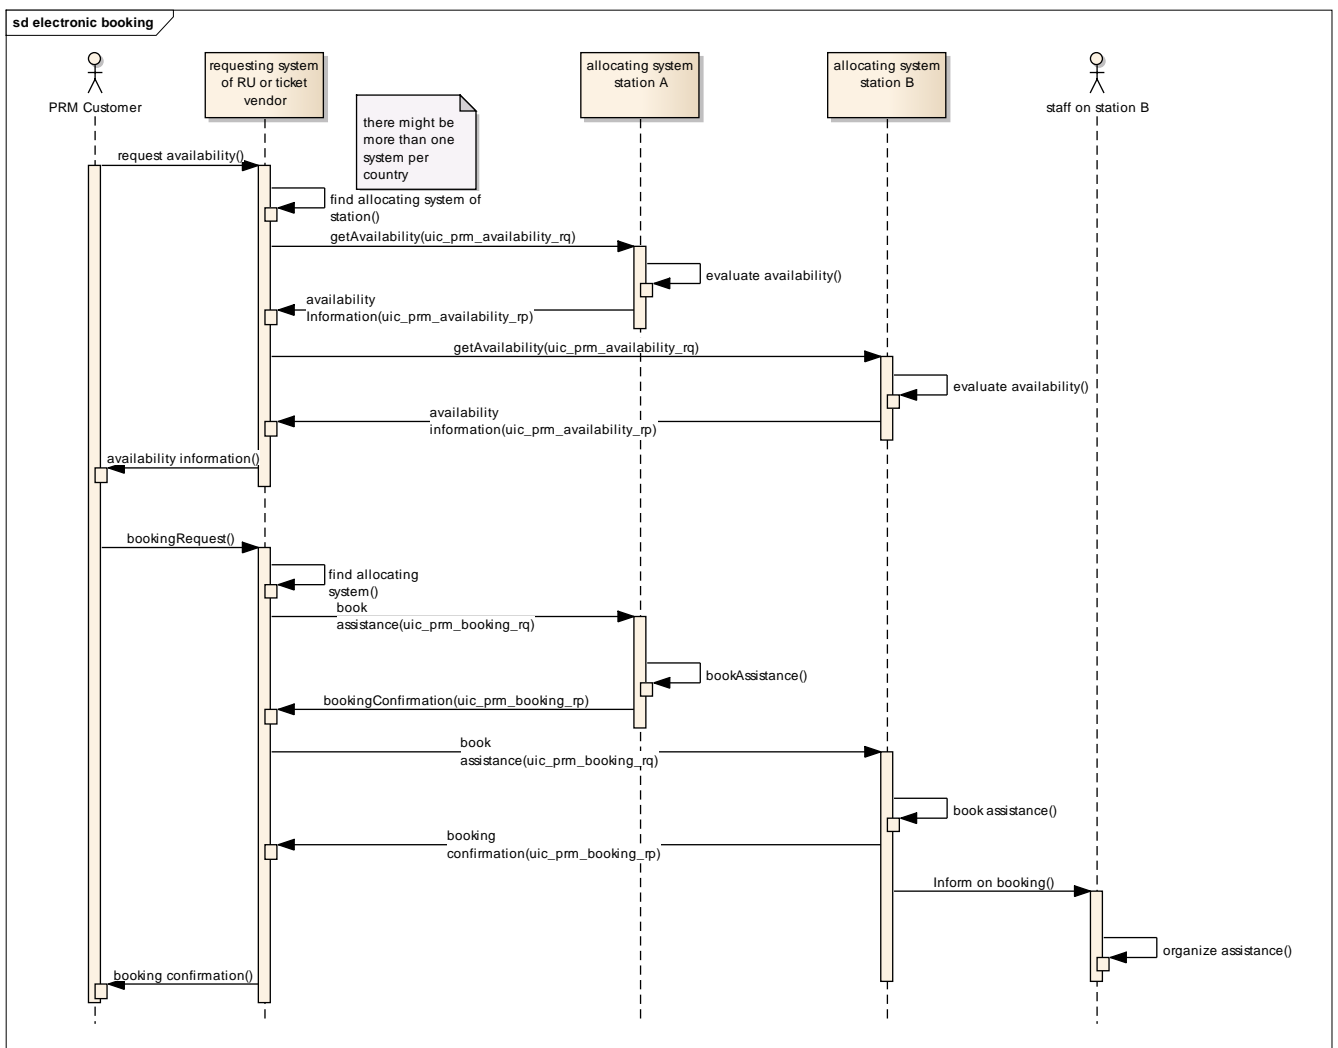 sd electronic booking
PRM Customer
requesting system
of RU or ticket
vendor
allocating system
station A
allocating system
station B
staff on station B
there might be
more than one
system per
country
request availability()
find allocating system of
station()
getAvailability(uic_prm_availability_rq)
evaluate availability()
availability
Information(uic_prm_availability_rp)
getAvailability(uic_prm_availability_rq)
evaluate availability()
availability
information(uic_prm_availability_rp)
availability information()
bookingRequest()
find allocating
system()
book
assistance(uic_prm_booking_rq)
bookAssistance()
bookingConfirmation(uic_prm_booking_rp)
book
assistance(uic_prm_booking_rq)
book assistance()
booking
confirmation(uic_prm_booking_rp)
Inform on booking()
organize assistance()
booking confirmation()